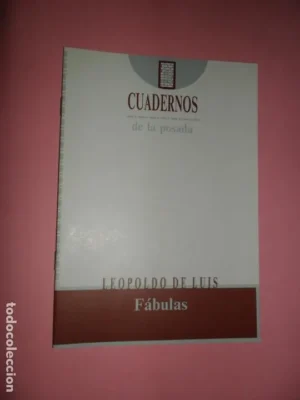 CUADERNOS
de la posada
LEOPOLDO DE LUIS
Fábulas
todocoleccion